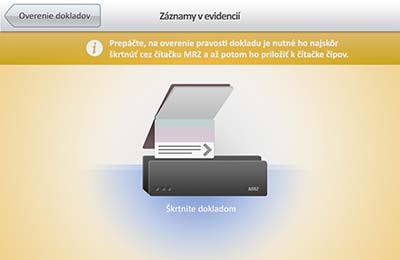 Overenie dokladov
Záznamy v evidencií
Prepáčte, na overenie pravosti dokladu je nutné ho najskôr
škrtnúť cez čítačku MRZ a až potom ho priložiť k čítačke čipov.
MRZ
Škrtnite dokladom